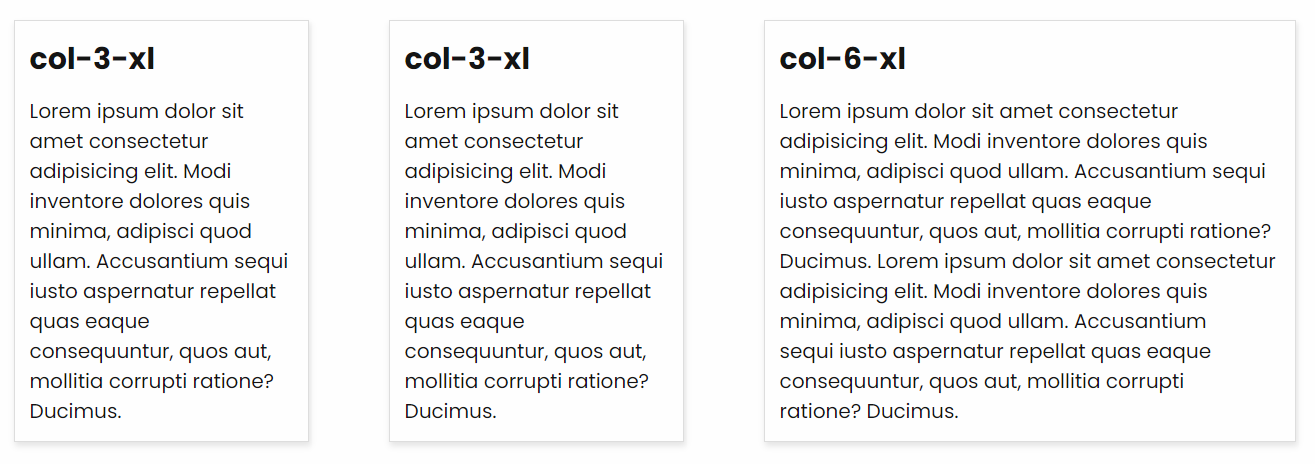 col-3-xl
Lorem ipsum dolor sit
amet consectetur
adipisicing elit. Modi
inventore dolores quis
minima, adipisci quod
ullam. Accusantium sequi
iusto aspernatur repellat
quas eaque
consequuntur, quos aut,
mollitia corrupti ratione?
Ducimus.
col-3-xl
Lorem ipsum dolor sit
amet consectetur
adipisicing elit. Modi
inventore dolores quis
minima, adipisci quod
ullam. Accusantium sequi
iusto aspernatur repellat
quas eaque
consequuntur, quos aut,
mollitia corrupti ratione?
Ducimus.
col-6-xl
Lorem ipsum dolor sit amet consectetur
adipisicing elit. Modi inventore dolores quis
minima, adipisci quod ullam. Accusantium sequi
iusto aspernatur repellat quas eaque
consequuntur, quos aut, mollitia corrupti ratione?
Ducimus. Lorem ipsum dolor sit amet consectetur
adipisicing elit. Modi inventore dolores quis
minima, adipisci quod ullam. Accusantium
sequi iusto aspernatur repellat quas eaque
consequuntur, quos aut, mollitia corrupti
ratione? Ducimus.